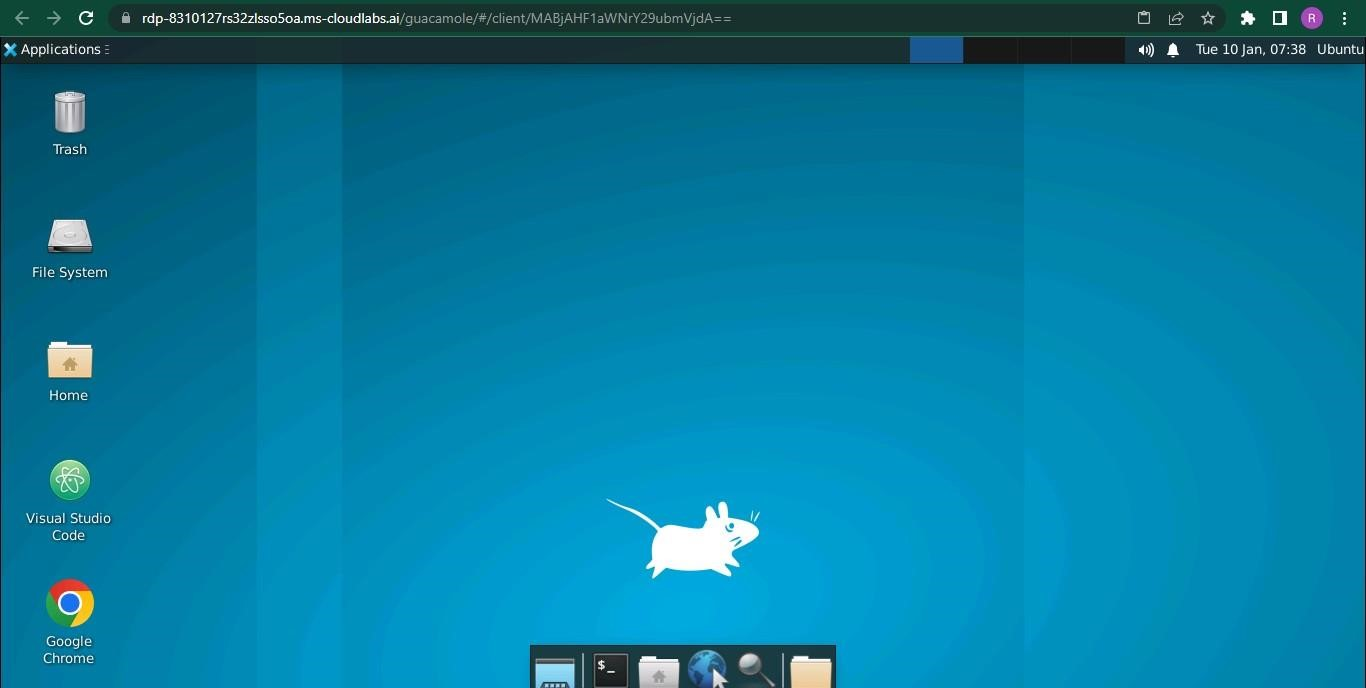 rdp-8310127rs32zlsso5oa.ms-cloudlabs.ai/guacamole/#/client/MABjAHF1aWNrY29ubmVjdA==
R
Applications
Tue 10 Jan, 07:38 Ubuntu
Trash
File System
Home
Visual Studio
Code
Google
Chrome
$_